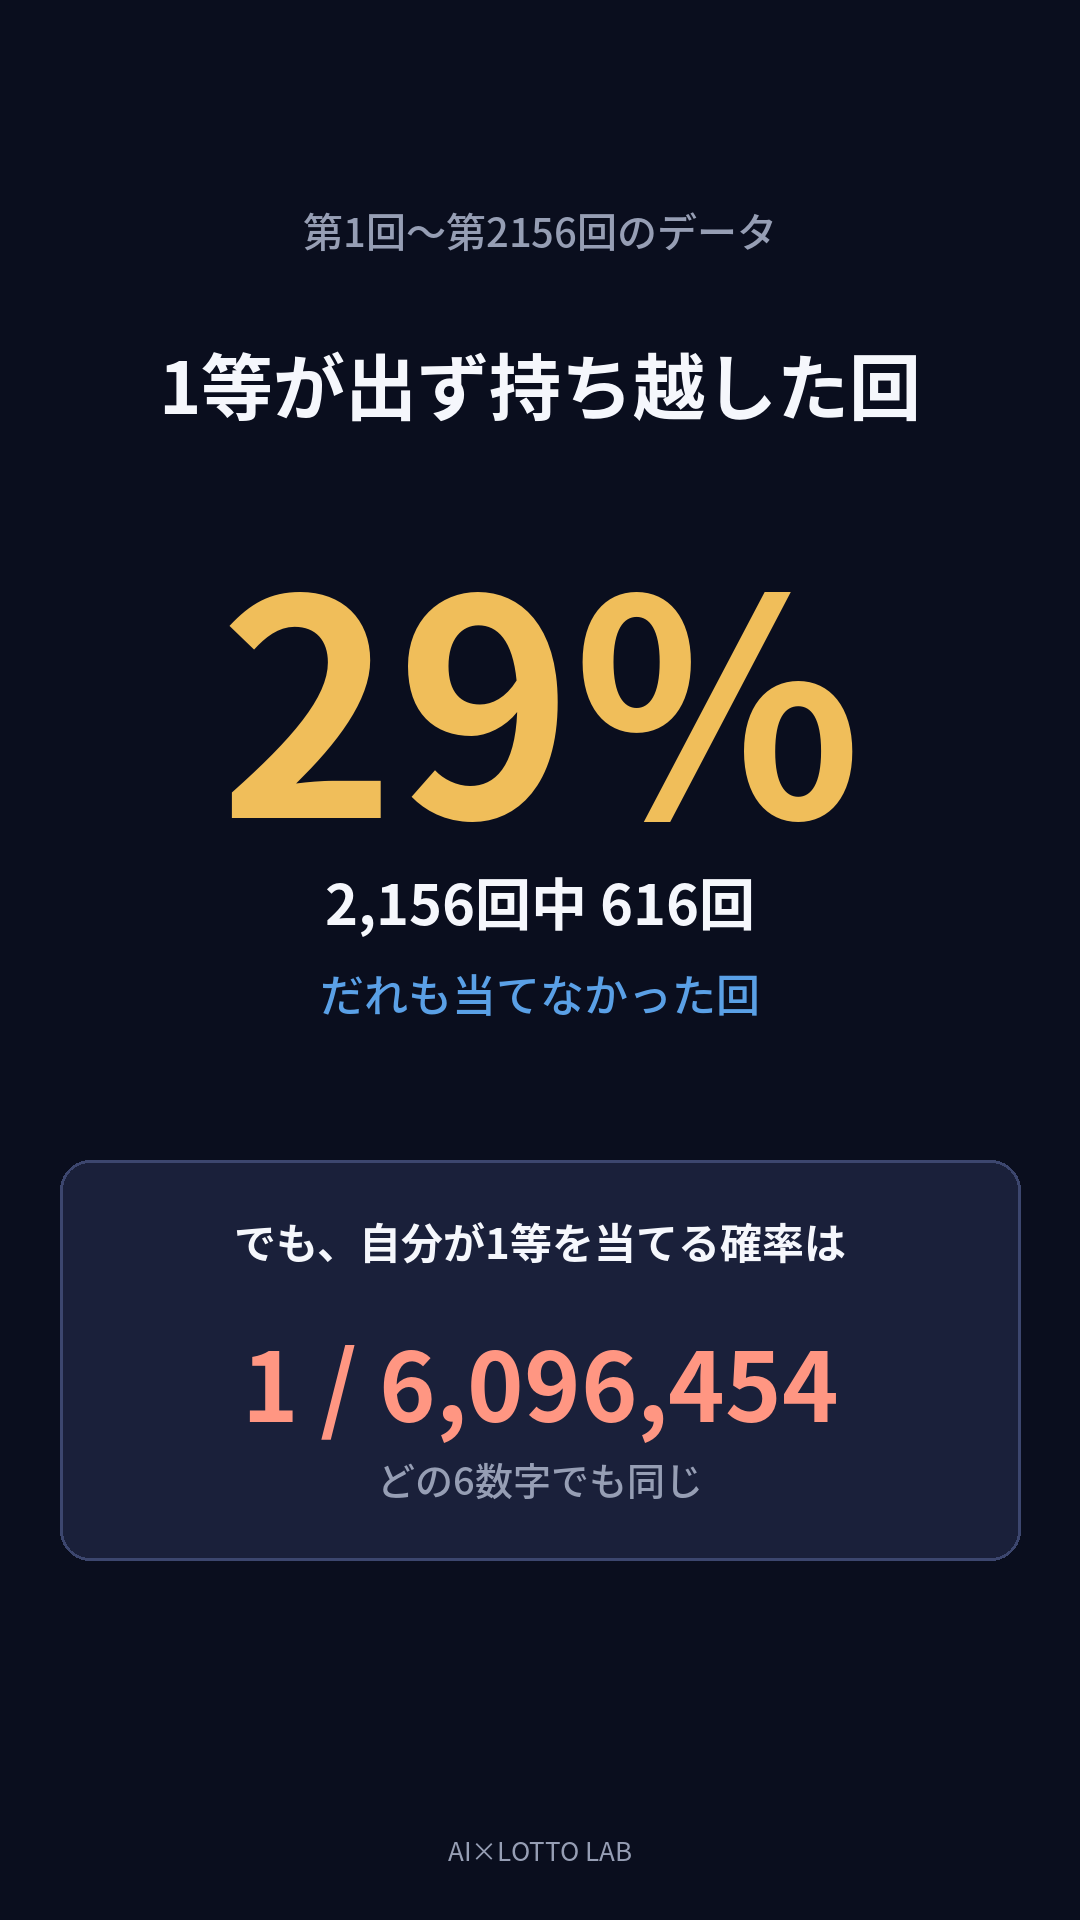 第1回〜第2156回のデータ
1等が出ず持ち越した回
29%
2,156回中 616回
だれも当てなかった回
でも、自分が1等を当てる確率は
1 / 6,096,454
どの6数字でも同じ
AI×LOTTO LAB